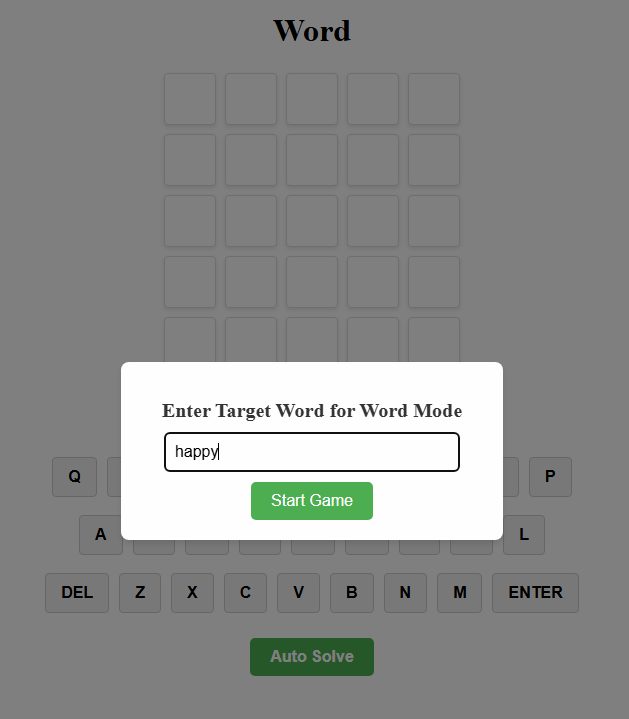 Word
Enter Target Word for Word Mode
happy
Start Game
Q P
A L
DEL Z X C V B N M ENTER
Auto Solve